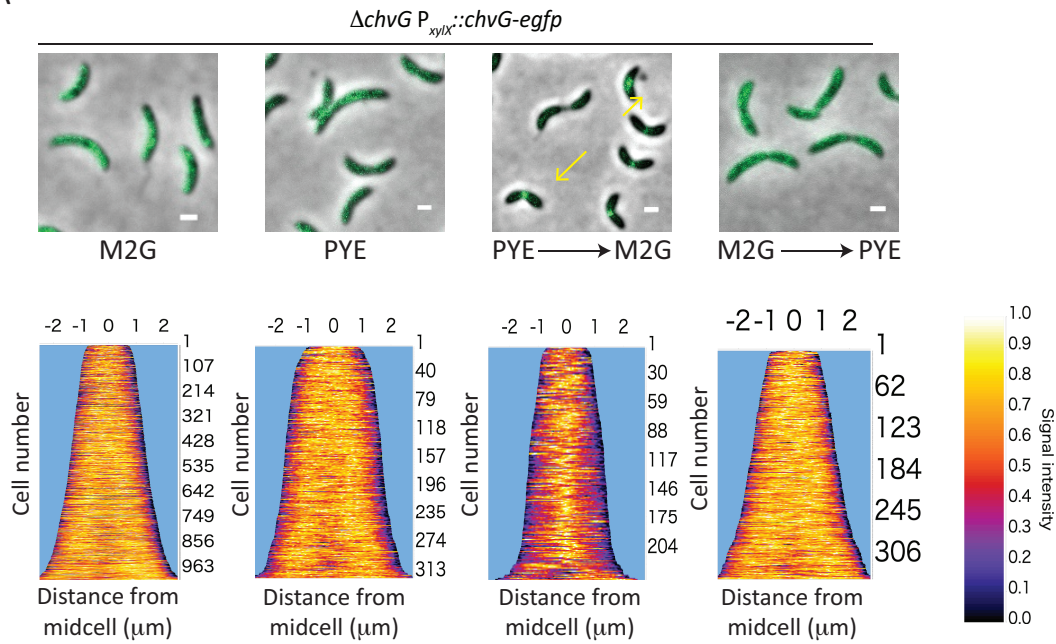 ΔchvG PxylX::chvG-egfp
M2G
PYE
PYE → M2G
M2G → PYE
-2 -1 0 1 2
1
107
214
321
428
535
642
749
856
963
Cell number
Distance from
midcell (μm)
-2 -1 0 1 2
1
40
79
118
157
196
235
274
313
Cell number
Distance from
midcell (μm)
-2 -1 0 1 2
1
30
59
88
117
146
175
204
Cell number
Distance from
midcell (μm)
-2 -1 0 1 2
1
62
123
184
245
306
Cell number
Distance from
midcell (μm)
1.0
0.9
0.8
0.7
0.6
0.5
0.4
0.3
0.2
0.1
0.0
Signal intensity